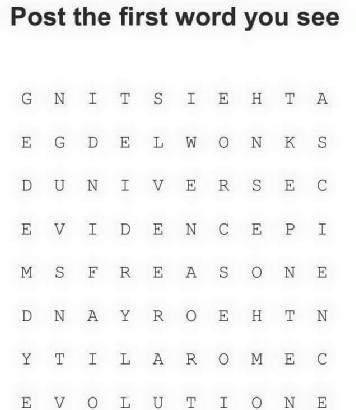 Post the first word you see
G N I T S I E H T A
E G D E L W O N K S
D U N I V E R S E C
E V I D E N C E P I
M S F R E A S O N E
D N A Y R O E H T N
Y T I L A R O M E C
E V O L U T I O N E